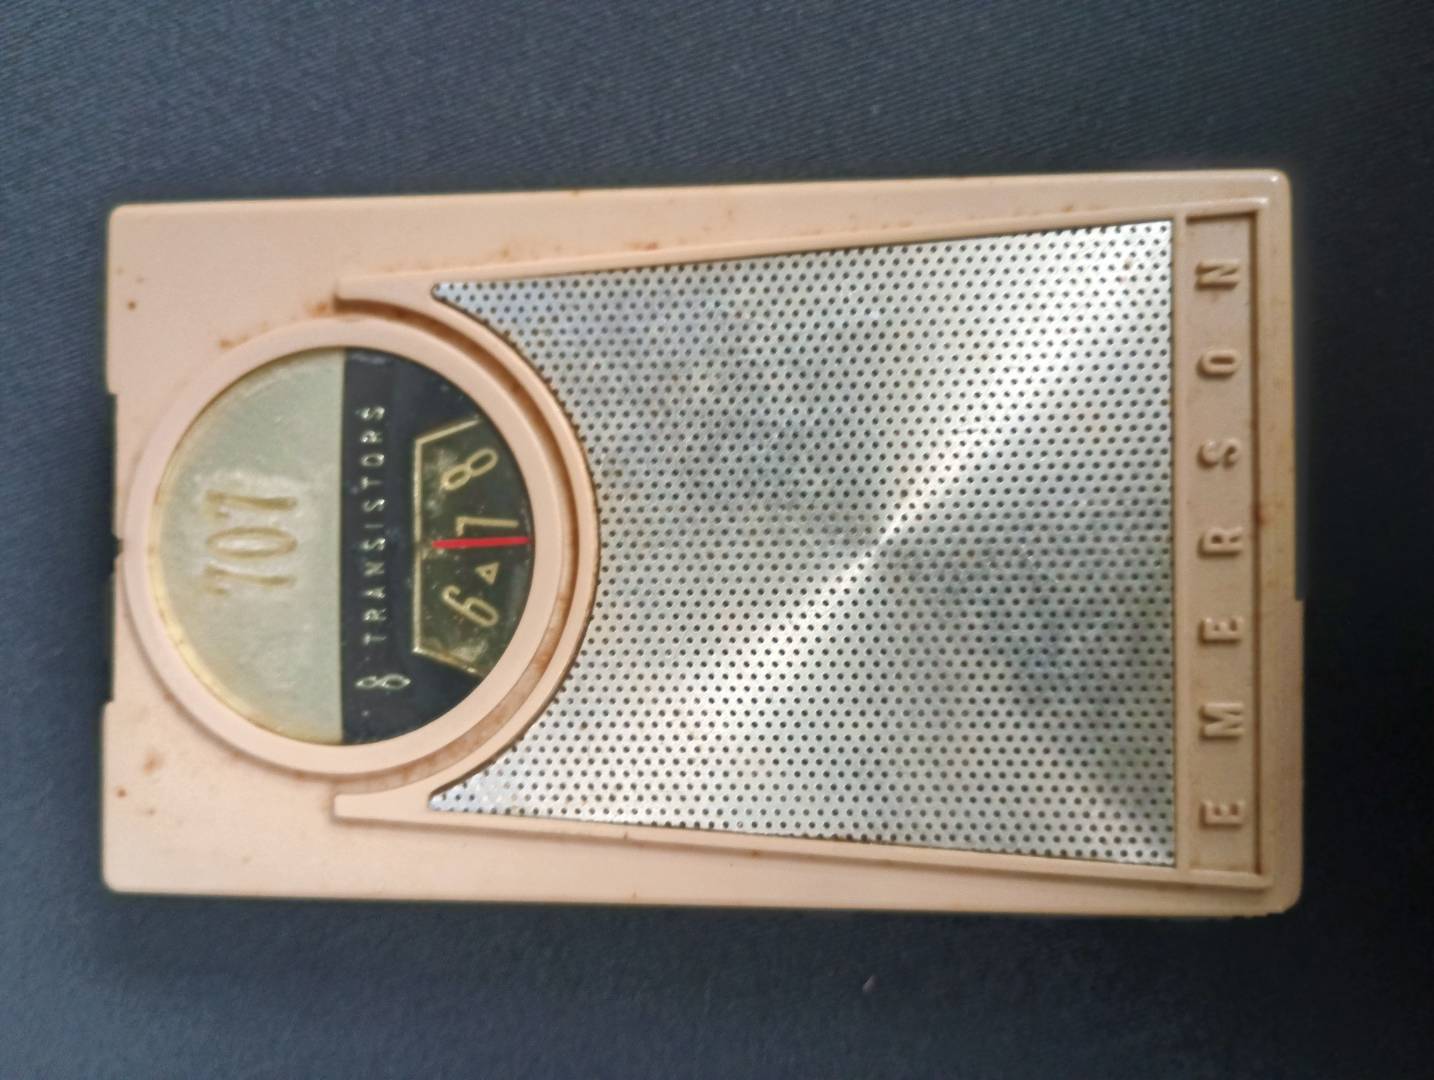 707
8 TRANSISTORS
6 7 8
EMERSON